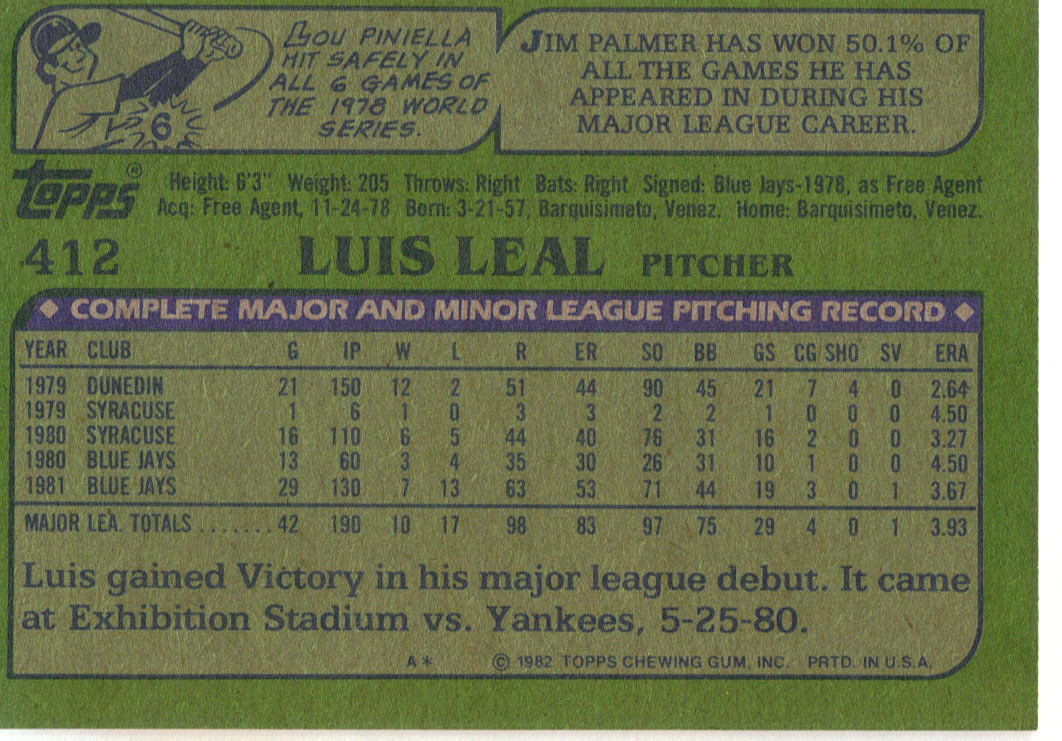 LOU PINIELLA
HIT SAFELY IN
ALL 6 GAMES OF
THE 1978 WORLD
SERIES.
6
JIM PALMER HAS WON 50.1% OF
ALL THE GAMES HE HAS
APPEARED IN DURING HIS
MAJOR LEAGUE CAREER.
TOPPS®
Height: 6'3" Weight: 205 Throws: Right Bats: Right Signed: Blue Jays-1978, as Free Agent
Acq: Free Agent, 11-24-78 Born: 3-21-57, Barquisimeto, Venez. Home: Barquisimeto, Venez.
412 LUIS LEAL PITCHER
◆ COMPLETE MAJOR AND MINOR LEAGUE PITCHING RECORD ◆
YEAR CLUB G IP W L R ER SO BB GS CG SHO SV ERA
1979 DUNEDIN 21 150 12 2 51 44 90 45 21 7 4 0 2.64
1979 SYRACUSE 1 6 1 0 3 3 2 2 1 0 0 0 4.50
1980 SYRACUSE 16 110 6 5 44 40 76 31 16 2 0 0 3.27
1980 BLUE JAYS 13 60 3 4 35 30 26 31 10 1 0 0 4.50
1981 BLUE JAYS 29 130 7 13 63 53 71 44 19 3 0 1 3.67
MAJOR LEA. TOTALS ....... 42 190 10 17 98 83 97 75 29 4 0 1 3.93
Luis gained Victory in his major league debut. It came
at Exhibition Stadium vs. Yankees, 5-25-80.
A* © 1982 TOPPS CHEWING GUM, INC. PRTD. IN U.S.A.